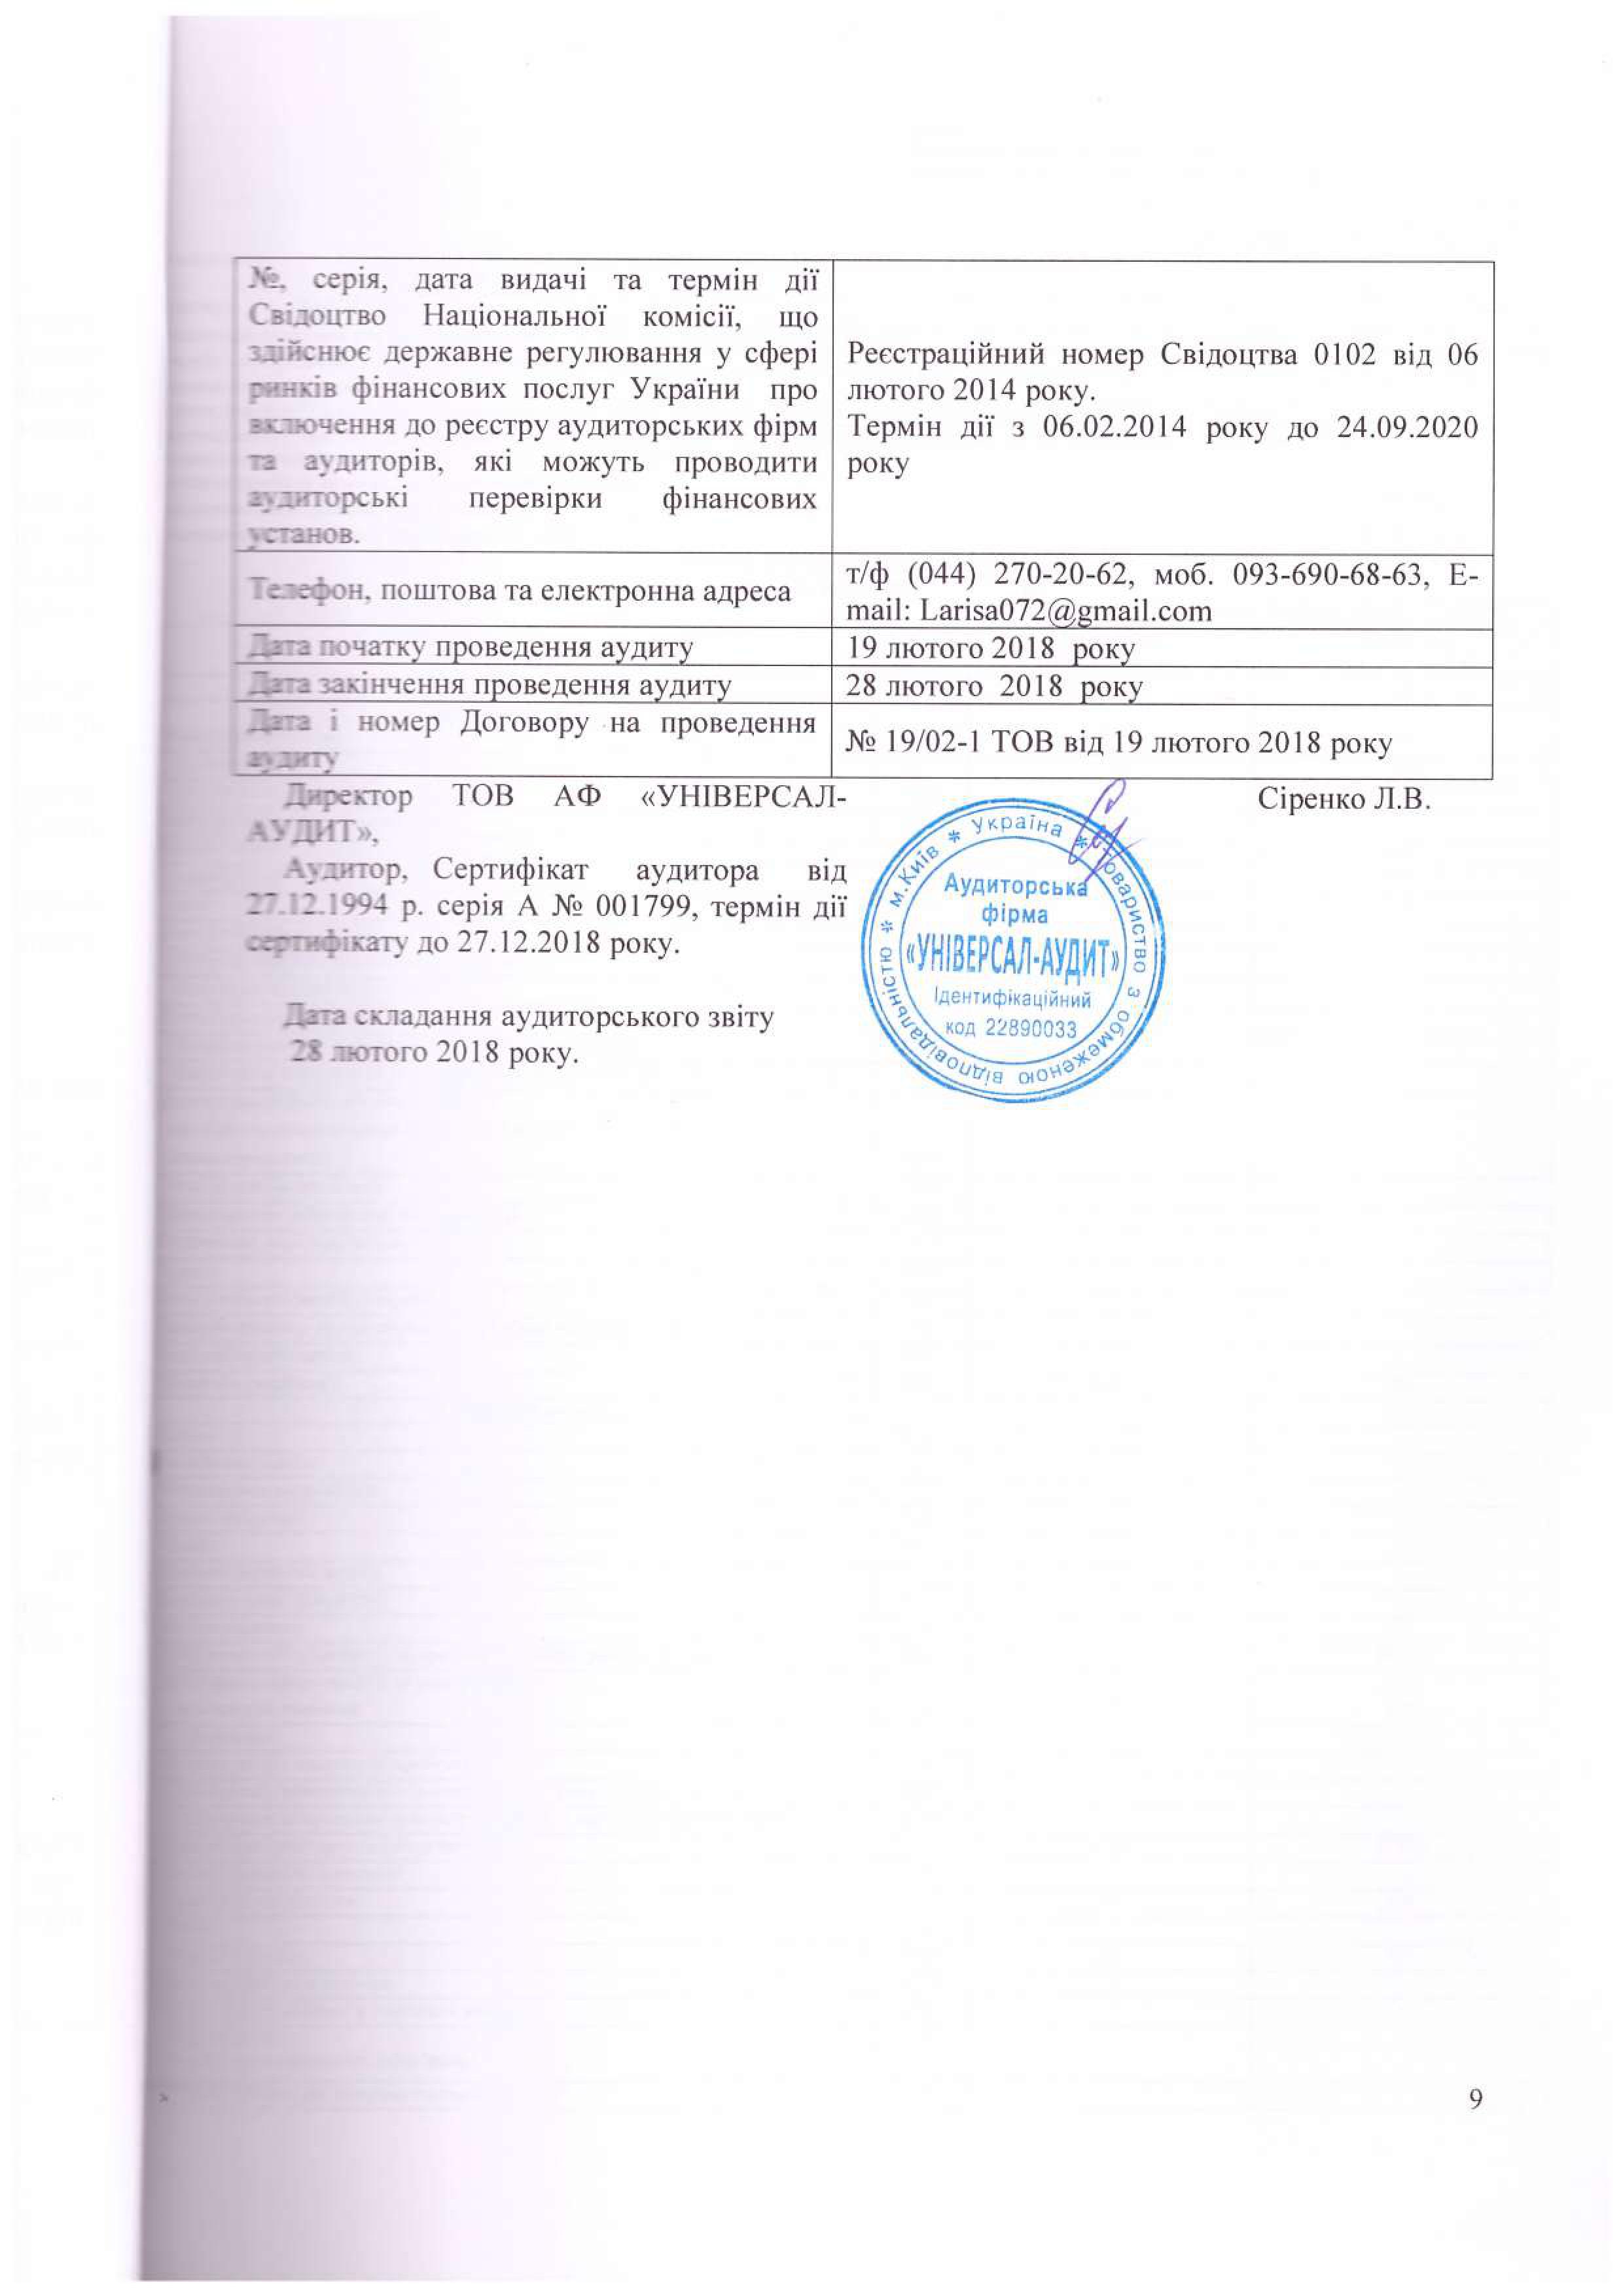 №, серія, дата видачі та термін дії
Свідоцтво Національної комісії, що
здійснює державне регулювання у сфері
ринків фінансових послуг України про
включення до реєстру аудиторських фірм
та аудиторів, які можуть проводити
аудиторські перевірки фінансових
установ.
Реєстраційний номер Свідоцтва 0102 від 06
лютого 2014 року.
Термін дії з 06.02.2014 року до 24.09.2020
року
Телефон, поштова та електронна адреса
т/ф (044) 270-20-62, моб. 093-690-68-63, E-
mail: Larisa072@gmail.com
Дата початку проведення аудиту
19 лютого 2018 року
Дата закінчення проведення аудиту
28 лютого 2018 року
Дата і номер Договору на проведення
аудиту
№ 19/02-1 ТОВ від 19 лютого 2018 року
Директор ТОВ АФ «УНІВЕРСАЛ-
АУДИТ»,
Сіренко Л.В.
Аудитор, Сертифікат аудитора від
27.12.1994 р. серія А № 001799, термін дії
сертифікату до 27.12.2018 року.
Дата складання аудиторського звіту
28 лютого 2018 року.
м.Київ * Україна * Товариство з обмеженою відповідальністю *
Аудиторська
фірма
«УНІВЕРСАЛ-АУДИТ»
Ідентифікаційний
код 22890033
9